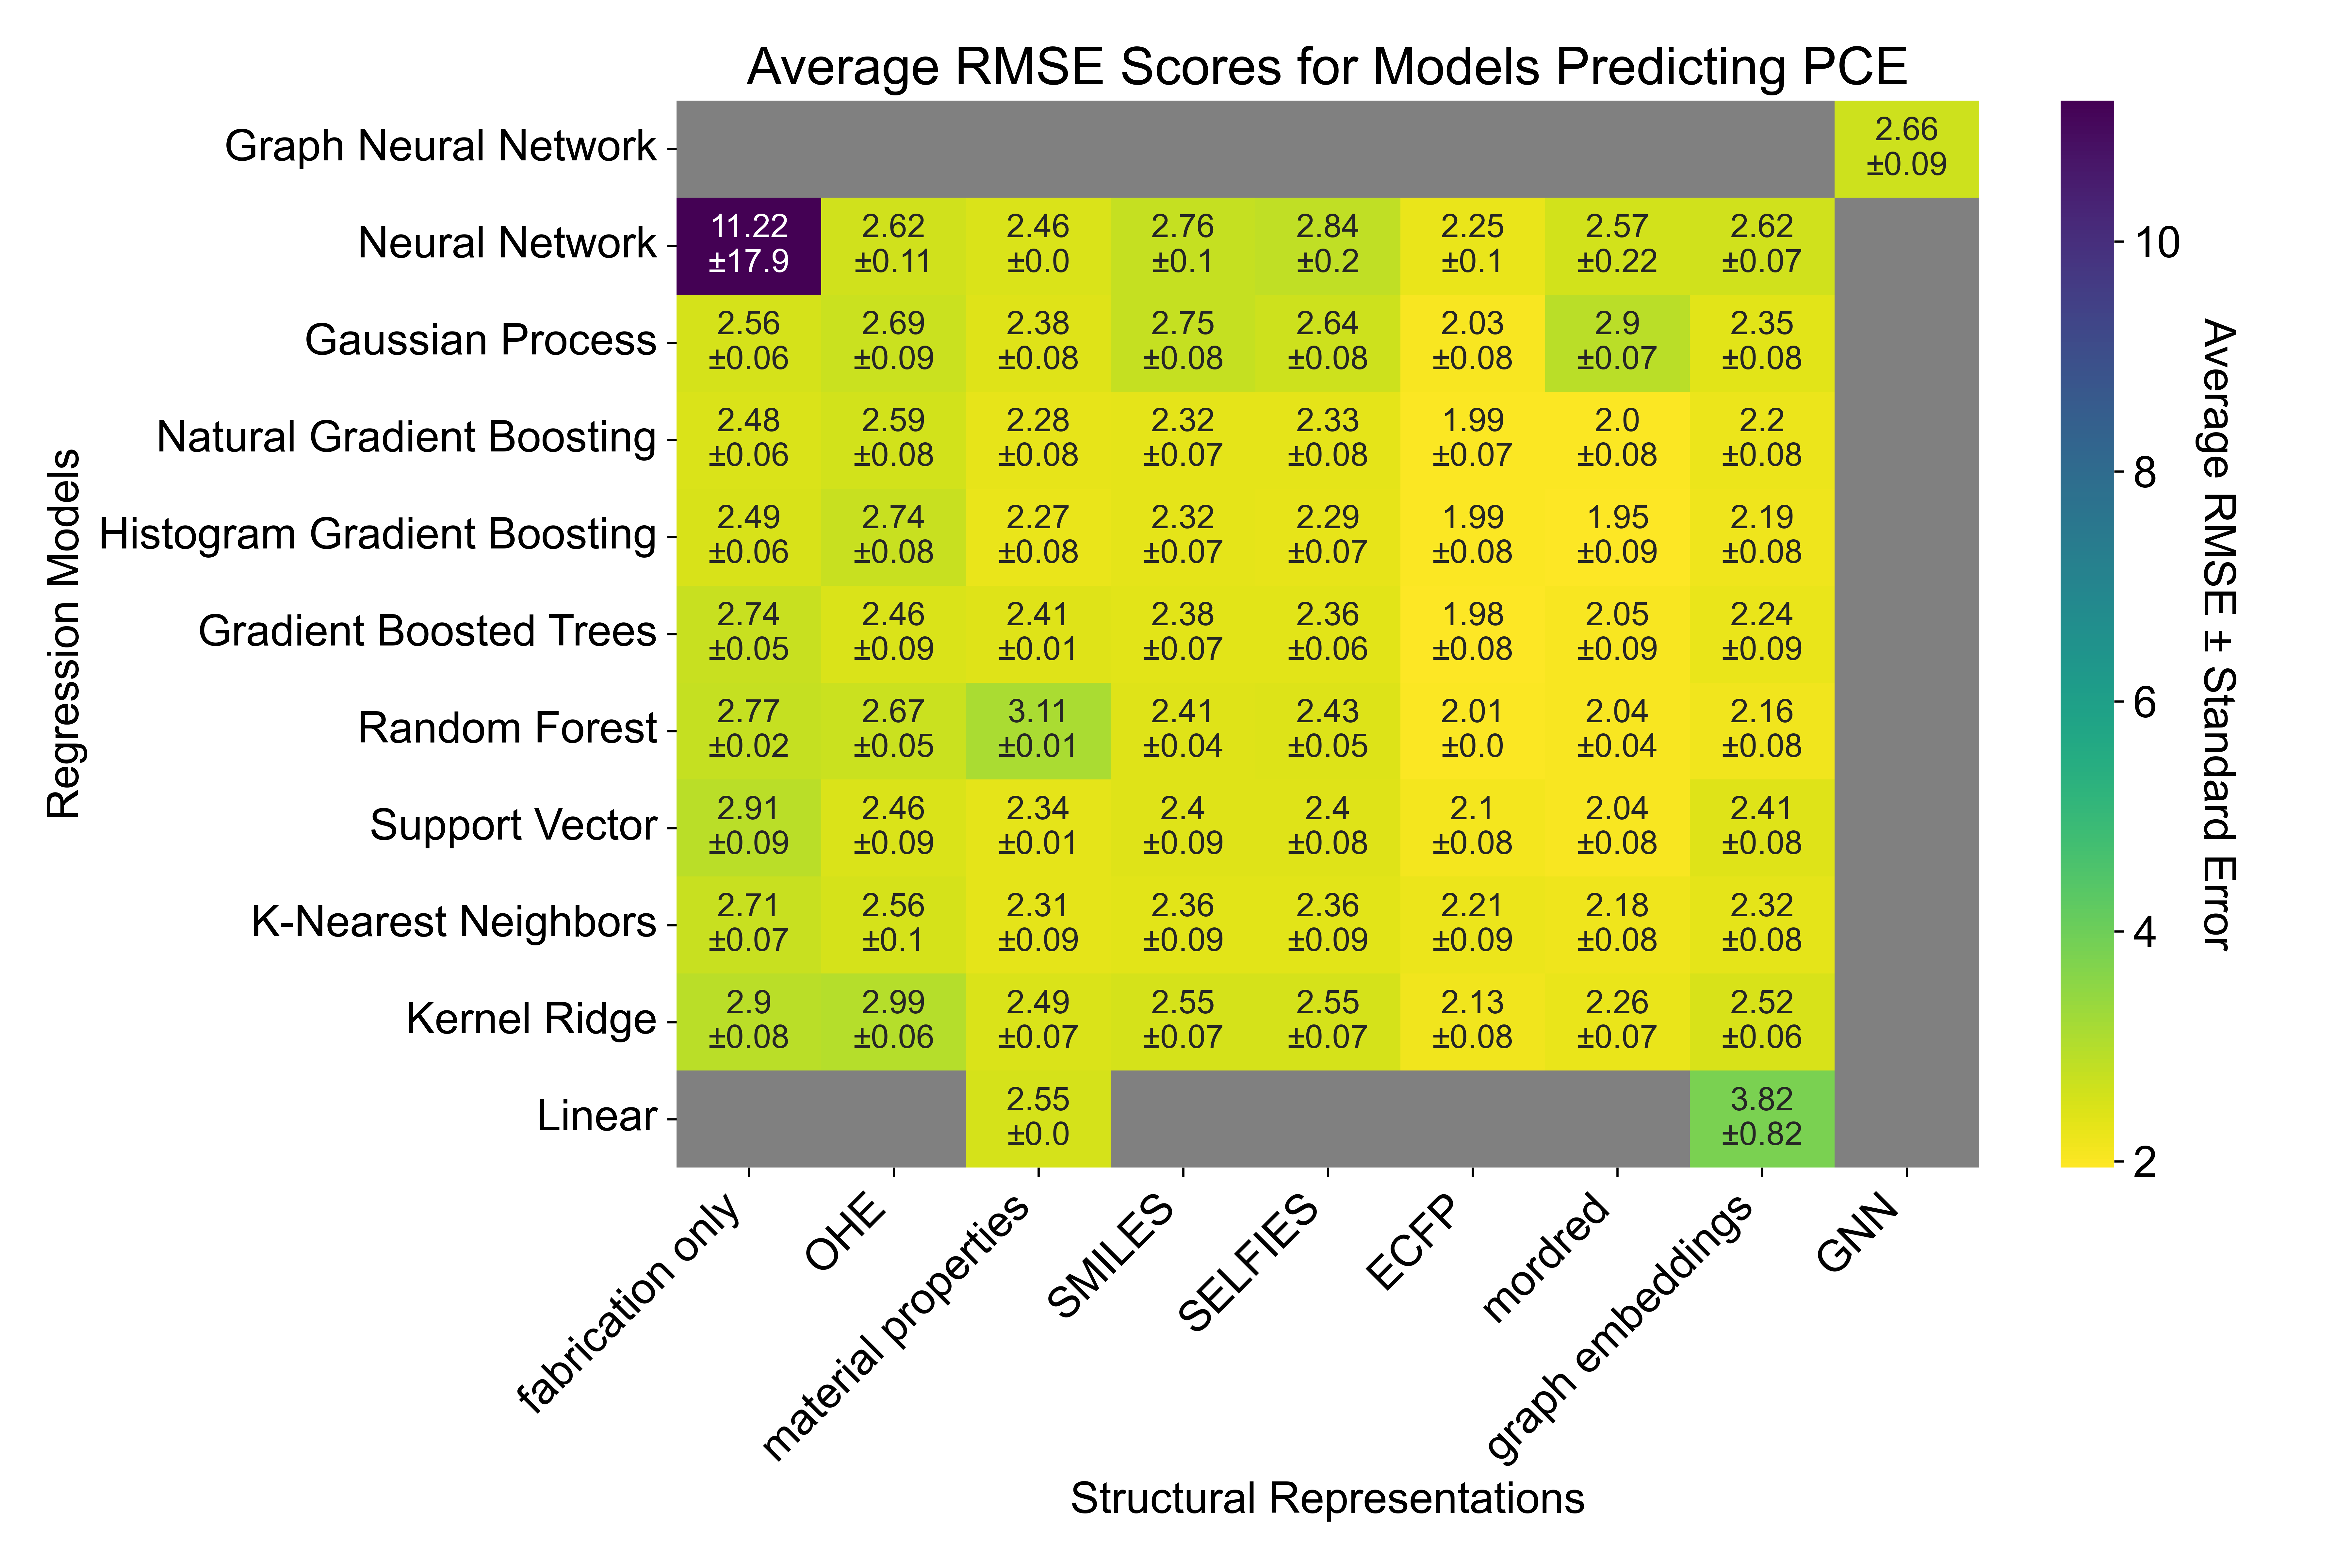 Average RMSE Scores for Models Predicting PCE
Regression Models
Graph Neural Network
2.66
±0.09
Neural Network
11.22 2.62 2.46 2.76 2.84 2.25 2.57 2.62
±17.9 ±0.11 ±0.0 ±0.1 ±0.2 ±0.1 ±0.22 ±0.07
Gaussian Process
2.56 2.69 2.38 2.75 2.64 2.03 2.9 2.35
±0.06 ±0.09 ±0.08 ±0.08 ±0.08 ±0.08 ±0.07 ±0.08
Natural Gradient Boosting
2.48 2.59 2.28 2.32 2.33 1.99 2.0 2.2
±0.06 ±0.08 ±0.08 ±0.07 ±0.08 ±0.07 ±0.08 ±0.08
Histogram Gradient Boosting
2.49 2.74 2.27 2.32 2.29 1.99 1.95 2.19
±0.06 ±0.08 ±0.08 ±0.07 ±0.07 ±0.08 ±0.09 ±0.08
Gradient Boosted Trees
2.74 2.46 2.41 2.38 2.36 1.98 2.05 2.24
±0.05 ±0.09 ±0.01 ±0.07 ±0.06 ±0.08 ±0.09 ±0.09
Random Forest
2.77 2.67 3.11 2.41 2.43 2.01 2.04 2.16
±0.02 ±0.05 ±0.01 ±0.04 ±0.05 ±0.0 ±0.04 ±0.08
Support Vector
2.91 2.46 2.34 2.4 2.4 2.1 2.04 2.41
±0.09 ±0.09 ±0.01 ±0.09 ±0.08 ±0.08 ±0.08 ±0.08
K-Nearest Neighbors
2.71 2.56 2.31 2.36 2.36 2.21 2.18 2.32
±0.07 ±0.1 ±0.09 ±0.09 ±0.09 ±0.09 ±0.08 ±0.08
Kernel Ridge
2.9 2.99 2.49 2.55 2.55 2.13 2.26 2.52
±0.08 ±0.06 ±0.07 ±0.07 ±0.07 ±0.08 ±0.07 ±0.06
Linear
2.55 3.82
±0.0 ±0.82
fabrication only
OHE
material properties
SMILES
SELFIES
ECFP
mordred
graph embeddings
GNN
Structural Representations
10
8
6
4
2
Average RMSE ± Standard Error